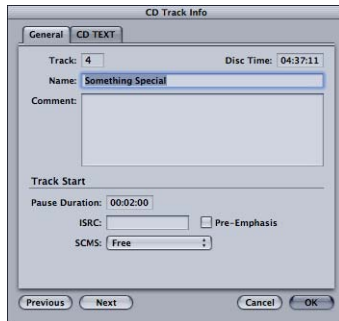 CD Track Info
General CD TEXT
Track: 4 Disc Time: 04:37:11
Name: Something Special
Comment:
Track Start
Pause Duration: 00:02:00
ISRC: Pre-Emphasis
SCMS: Free
Previous Next Cancel OK